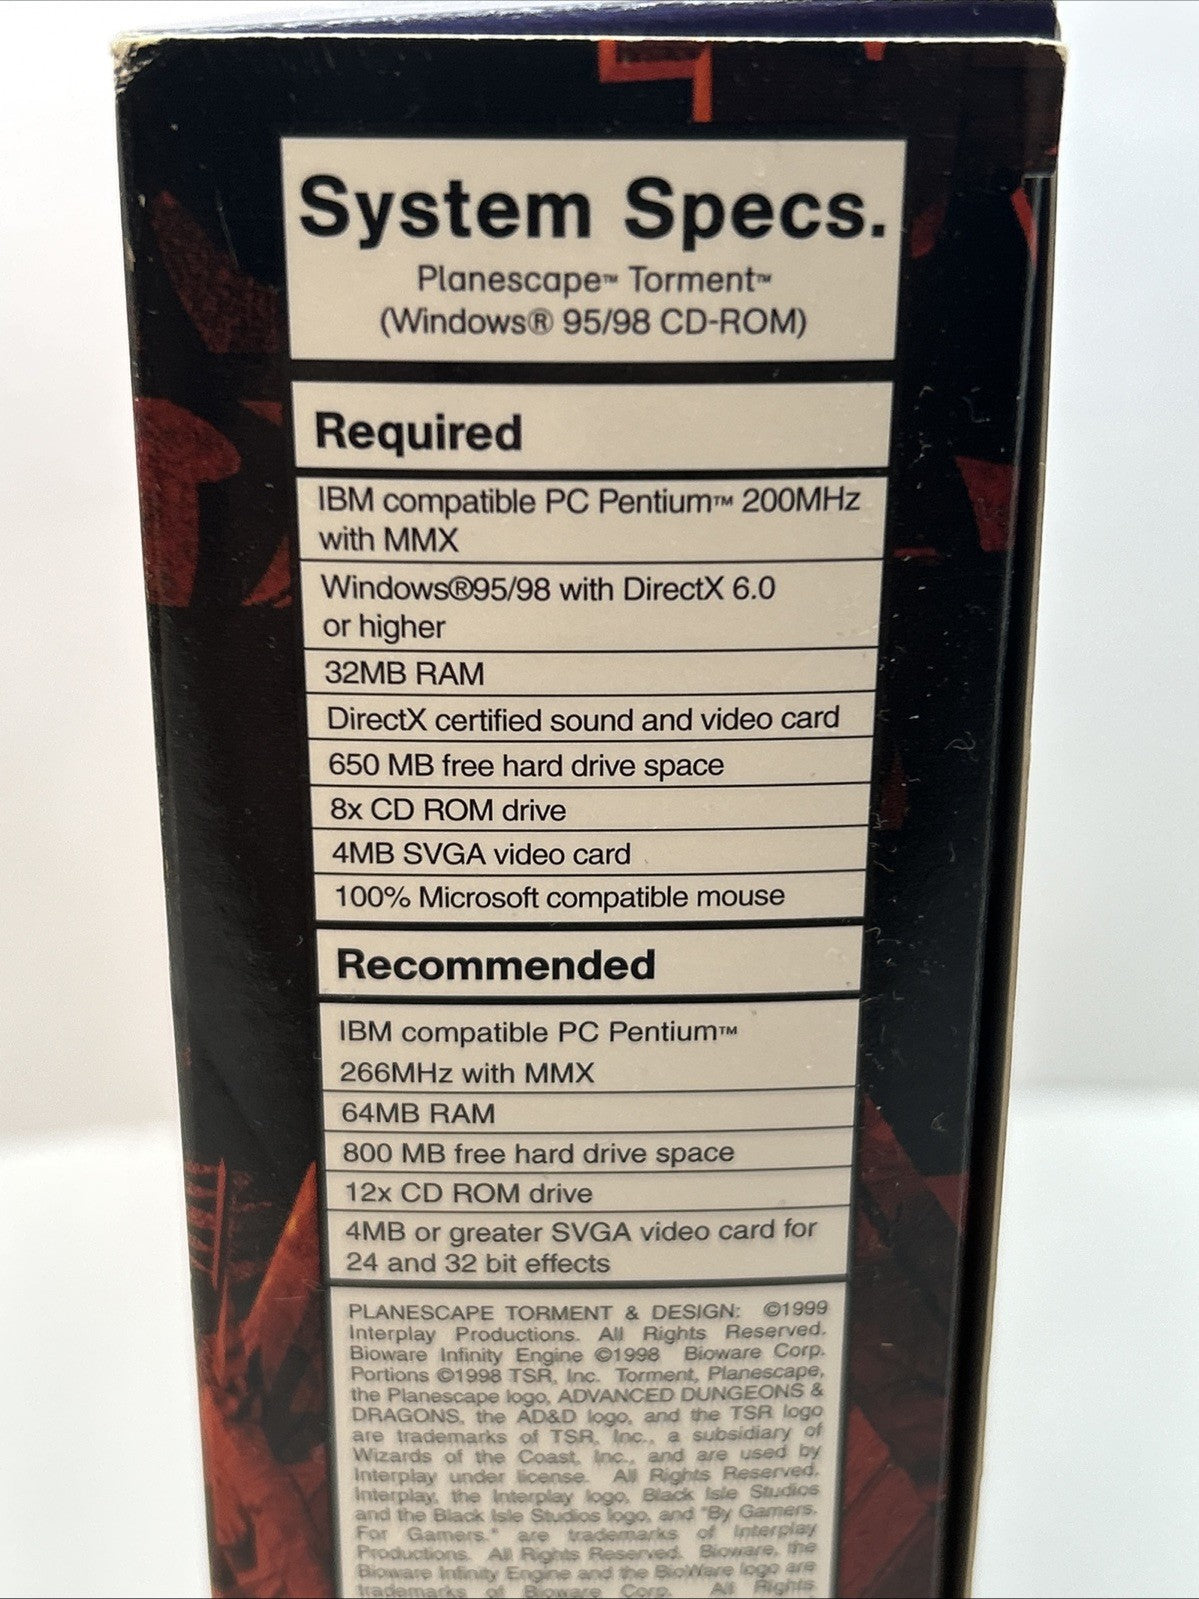 System Specs.
Planescape™ Torment™
(Windows® 95/98 CD-ROM)
Required
IBM compatible PC Pentium™ 200MHz
with MMX
Windows®95/98 with DirectX 6.0
or higher
32MB RAM
DirectX certified sound and video card
650 MB free hard drive space
8x CD ROM drive
4MB SVGA video card
100% Microsoft compatible mouse
Recommended
IBM compatible PC Pentium™
266MHz with MMX
64MB RAM
800 MB free hard drive space
12x CD ROM drive
4MB or greater SVGA video card for
24 and 32 bit effects
PLANESCAPE TORMENT & DESIGN: ©1999
Interplay Productions. All Rights Reserved.
Bioware Infinity Engine ©1998 Bioware Corp.
Portions ©1998 TSR, Inc. Torment, Planescape,
the Planescape logo, ADVANCED DUNGEONS &
DRAGONS, the AD&D logo, and the TSR logo
are trademarks of TSR, Inc., a subsidiary of
Wizards of the Coast, Inc., and are used by
Interplay under license. All Rights Reserved.
Interplay, the Interplay logo, Black Isle Studios
and the Black Isle Studios logo, and "By Gamers.
For Gamers." are trademarks of Interplay
Productions. All Rights Reserved. Bioware, the
Bioware Infinity Engine and the BioWare logo are
trademarks of Bioware Corp. All Rights